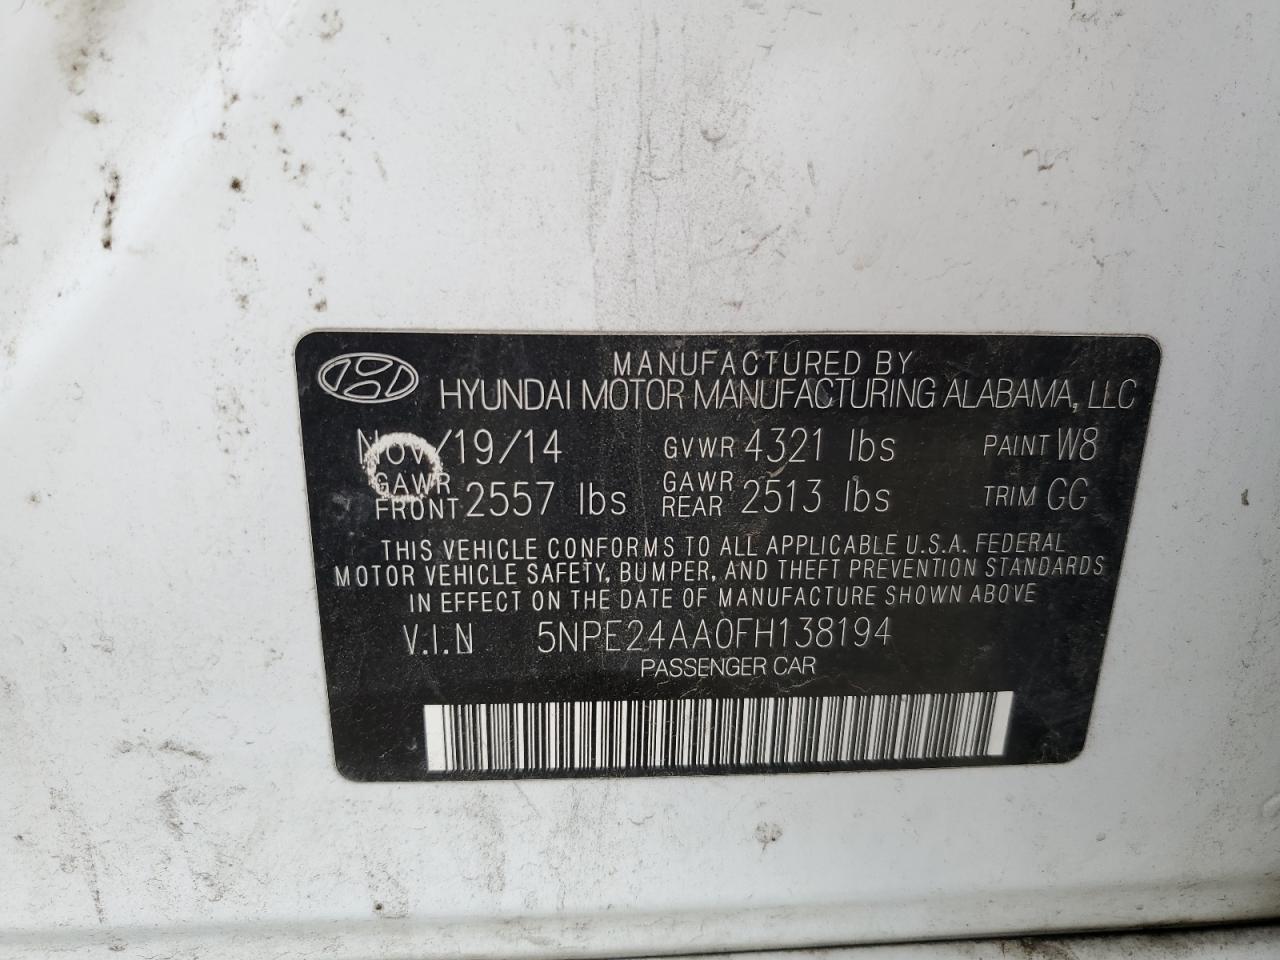 MANUFACTURED BY
HYUNDAI MOTOR MANUFACTURING ALABAMA, LLC
Nov/19/14 GVWR 4321 lbs PAINT W8
GAWR FRONT 2557 lbs GAWR REAR 2513 lbs TRIM GG
THIS VEHICLE CONFORMS TO ALL APPLICABLE U.S.A. FEDERAL
MOTOR VEHICLE SAFETY, BUMPER, AND THEFT PREVENTION STANDARDS
IN EFFECT ON THE DATE OF MANUFACTURE SHOWN ABOVE
V.I.N 5NPE24AA0FH138194
PASSENGER CAR